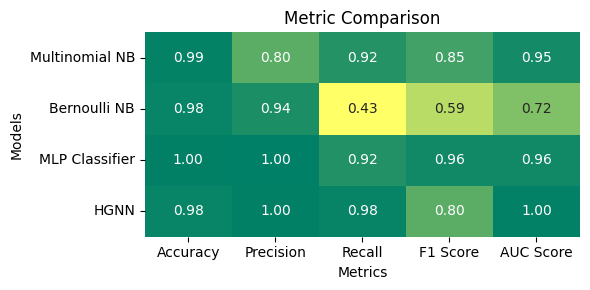 Metric Comparison
Models
Multinomial NB 0.99 0.80 0.92 0.85 0.95
Bernoulli NB 0.98 0.94 0.43 0.59 0.72
MLP Classifier 1.00 1.00 0.92 0.96 0.96
HGNN 0.98 1.00 0.98 0.80 1.00
Accuracy Precision Recall F1 Score AUC Score
Metrics